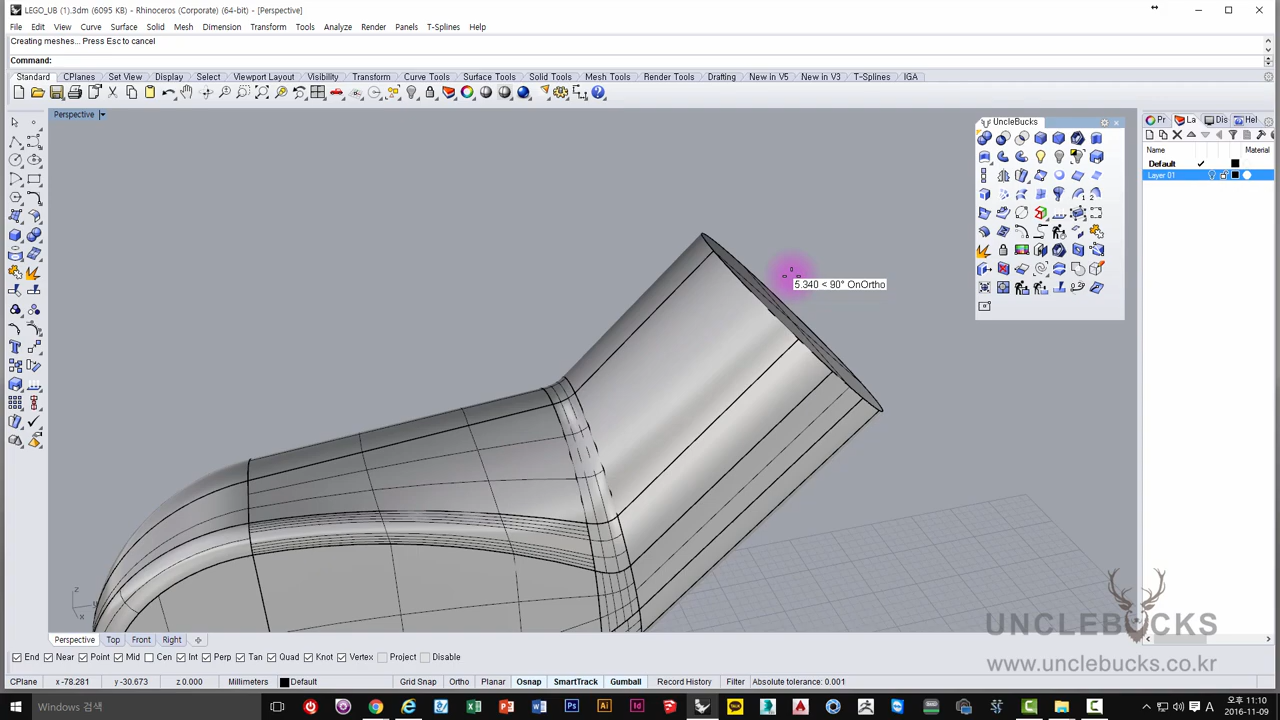 LEGO_UB (1).3dm (6095 KB) - Rhinoceros (Corporate) (64-bit) - [Perspective]
File Edit View Curve Surface Solid Mesh Dimension Transform Tools Analyze Render Panels T-Splines Help
Creating meshes... Press Esc to cancel
Command:
Standard CPlanes Set View Display Select Viewport Layout Visibility Transform Curve Tools Surface Tools Solid Tools Mesh Tools Render Tools Drafting New in V5 New in V3 T-Splines IGA
Perspective
UncleBucks
Pr La Dis Hel
Name Material
Default
Layer 01
5.340 < 90° OnOrtho
z
x
UNCLEBUCKS
www.unclebucks.co.kr
Perspective Top Front Right
End Near Point Mid Cen Int Perp Tan Quad Knot Vertex Project Disable
CPlane x -78.281 y -30.673 z 0.000 Millimeters Default Grid Snap Ortho Planar Osnap SmartTrack Gumball Record History Filter Absolute tolerance: 0.001
Windows 검색
A 오후 11:10
2016-11-09